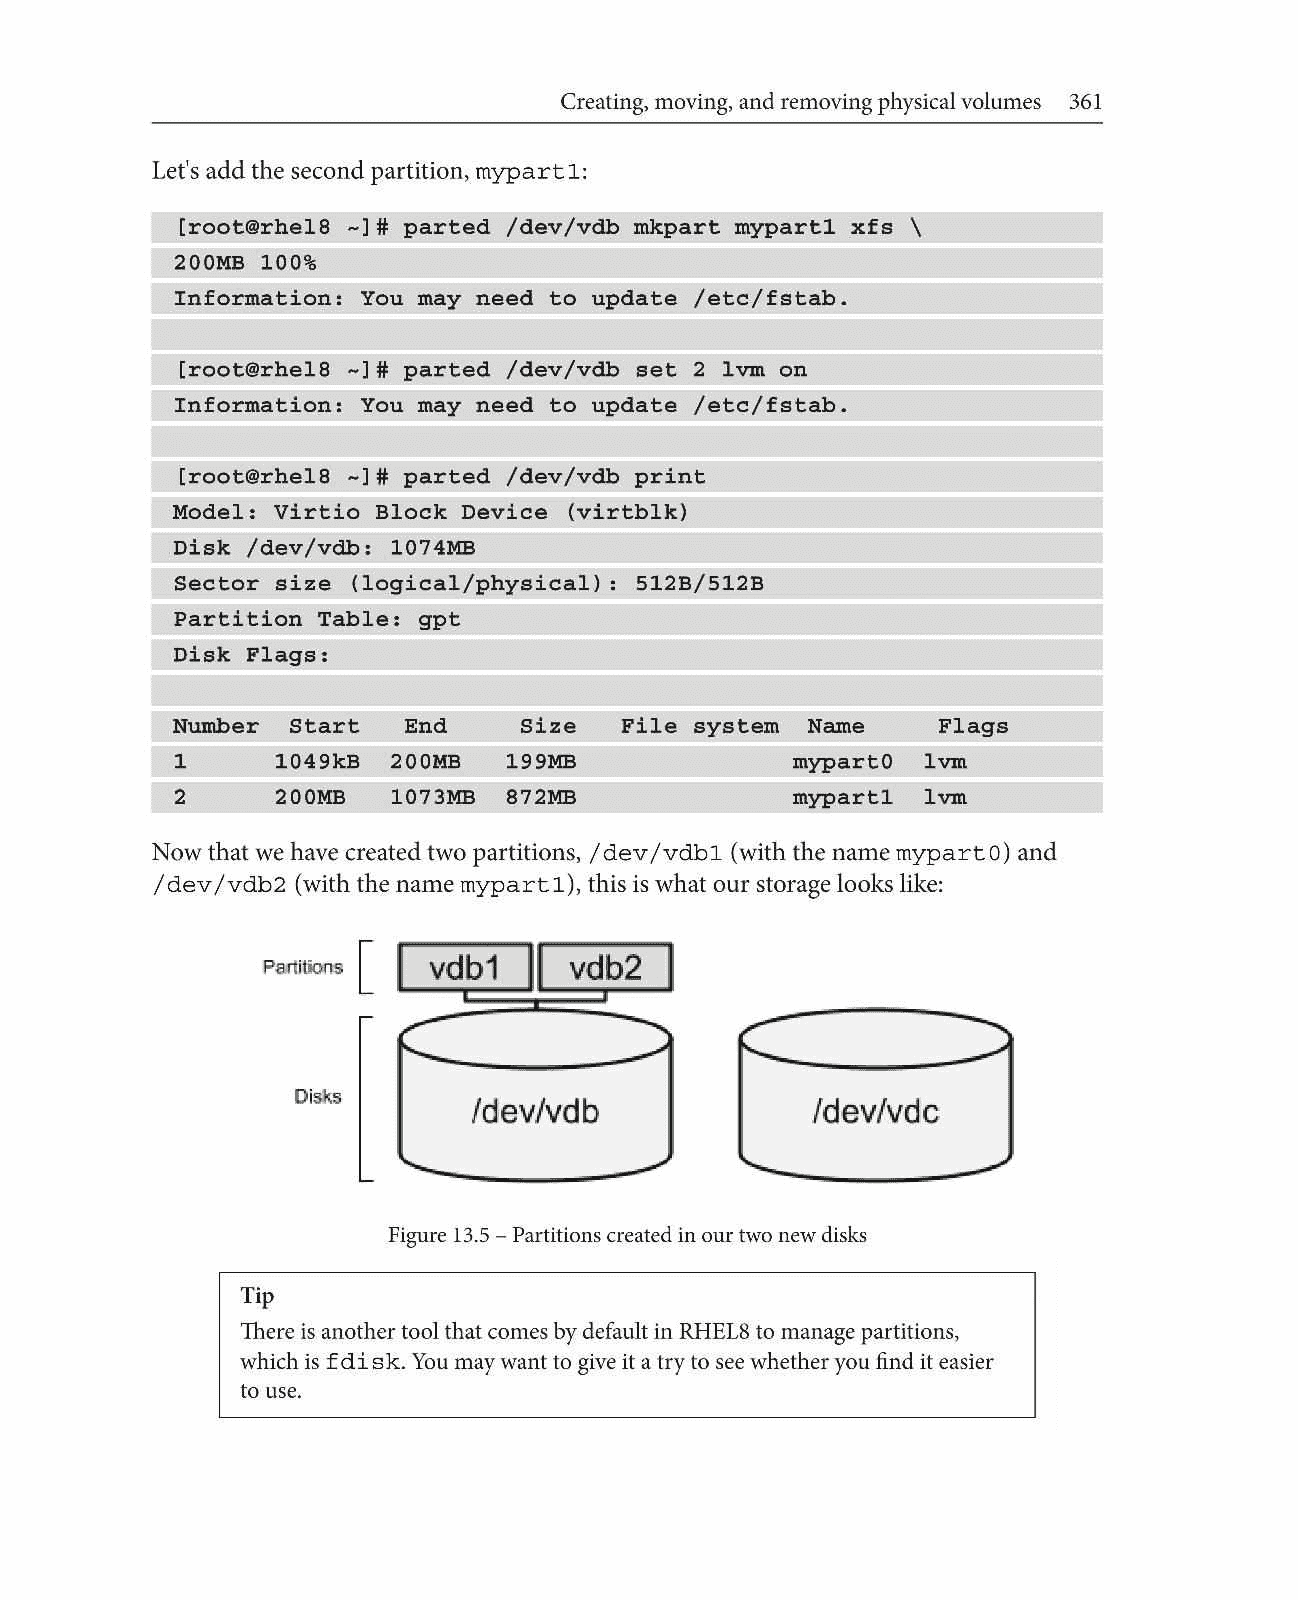 Creating, moving, and removing physical volumes 361
Let's add the second partition, mypart1:
[root@rhel8 ~]# parted /dev/vdb mkpart mypart1 xfs \
200MB 100%
Information: You may need to update /etc/fstab.
[root@rhel8 ~]# parted /dev/vdb set 2 lvm on
Information: You may need to update /etc/fstab.
[root@rhel8 ~]# parted /dev/vdb print
Model: Virtio Block Device (virtblk)
Disk /dev/vdb: 1074MB
Sector size (logical/physical): 512B/512B
Partition Table: gpt
Disk Flags:
Number  Start   End     Size   File system  Name     Flags
1      1049kB  200MB   199MB               mypart0  lvm
2      200MB   1073MB  872MB               mypart1  lvm
Now that we have created two partitions, /dev/vdb1 (with the name mypart0) and
/dev/vdb2 (with the name mypart1), this is what our storage looks like:
Partitions
vdb1
vdb2
Disks
/dev/vdb
/dev/vdc
Figure 13.5 – Partitions created in our two new disks
Tip
There is another tool that comes by default in RHEL8 to manage partitions,
which is fdisk. You may want to give it a try to see whether you find it easier
to use.